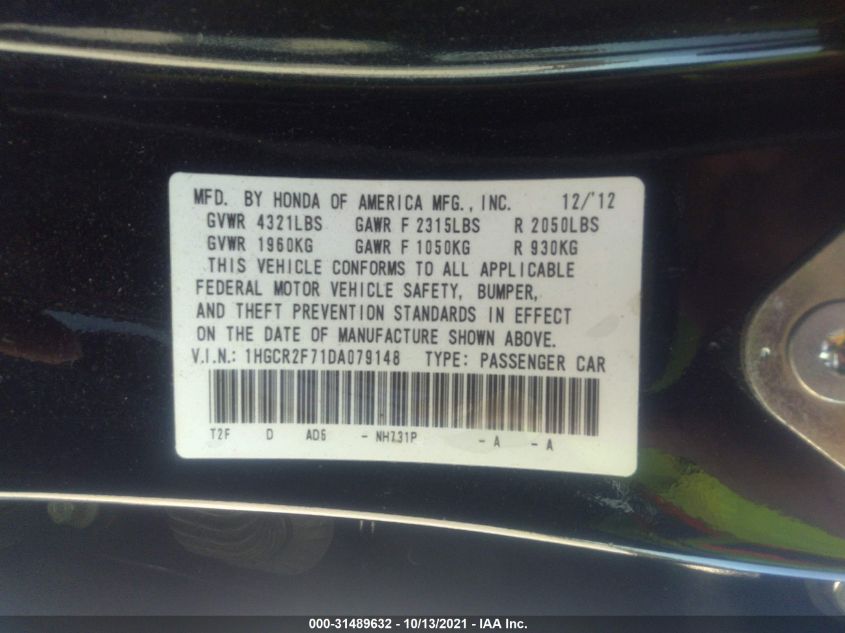 MFD. BY HONDA OF AMERICA MFG., INC. 12/'12
GVWR 4321LBS GAWR F 2315LBS R 2050LBS
GVWR 1960KG GAWR F 1050KG R 930KG
THIS VEHICLE CONFORMS TO ALL APPLICABLE
FEDERAL MOTOR VEHICLE SAFETY, BUMPER,
AND THEFT PREVENTION STANDARDS IN EFFECT
ON THE DATE OF MANUFACTURE SHOWN ABOVE.
V.I.N.: 1HGCR2F71DA079148 TYPE: PASSENGER CAR
T2F D AD5 - NH731P - A - A
000-31489632 - 10/13/2021 - IAA Inc.